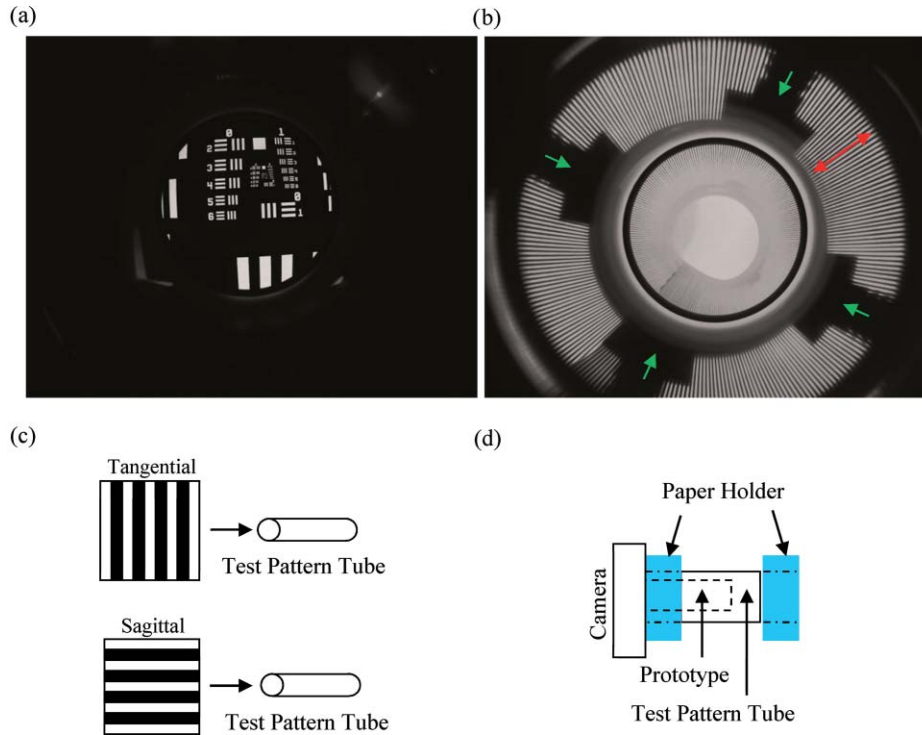 (a)
(b)
0 1
2
3
4
5
6
0
1
(c)
(d)
Tangential
Test Pattern Tube
Sagittal
Test Pattern Tube
Paper Holder
Camera
Prototype
Test Pattern Tube